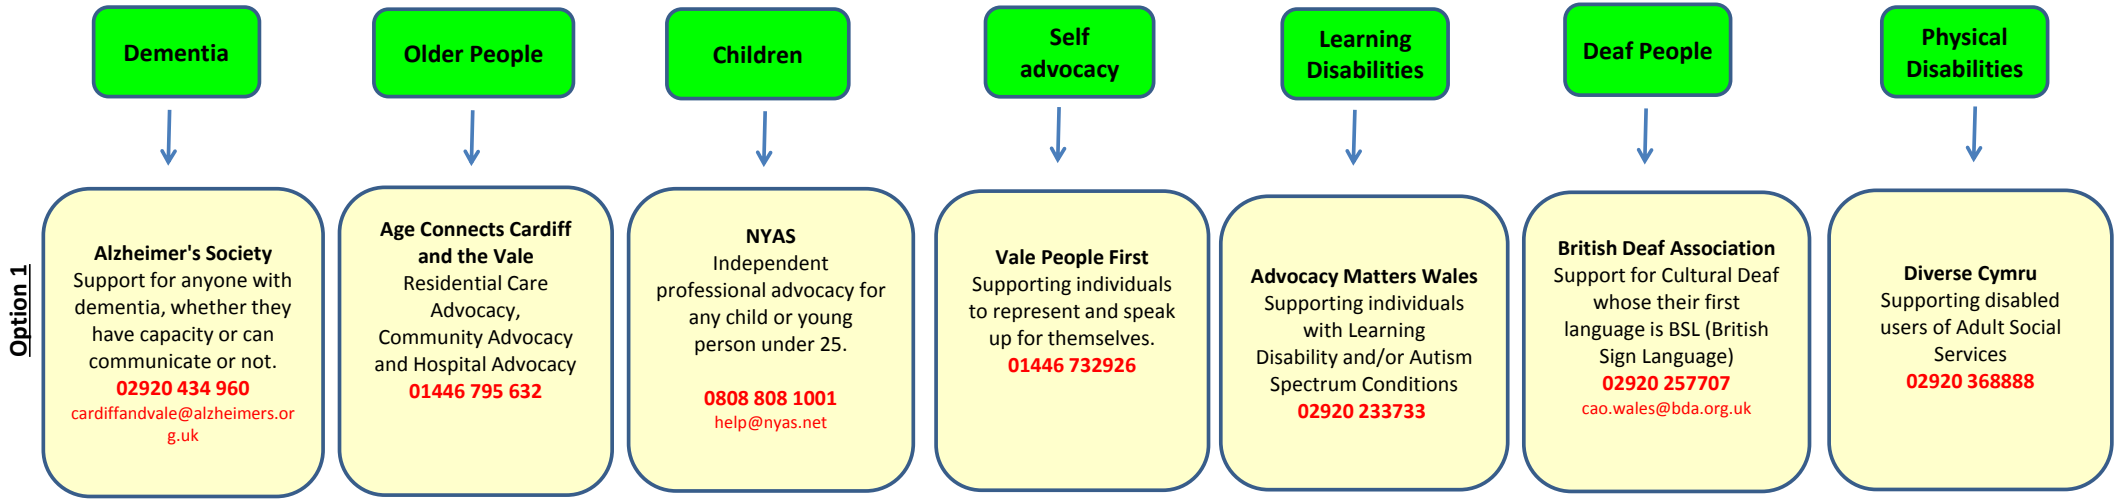 Dementia
Older People
Children
Self
advocacy
Learning
Disabilities
Deaf People
Physical
Disabilities
Option 1
Alzheimer's Society
Support for anyone with
dementia, whether they
have capacity or can
communicate or not.
02920 434 960
cardiffandvale@alzheimers.or
g.uk
Age Connects Cardiff
and the Vale
Residential Care
Advocacy,
Community Advocacy
and Hospital Advocacy
01446 795 632
NYAS
Independent
professional advocacy for
any child or young
person under 25.
0808 808 1001
help@nyas.net
Vale People First
Supporting individuals
to represent and speak
up for themselves.
01446 732926
Advocacy Matters Wales
Supporting individuals
with Learning
Disability and/or Autism
Spectrum Conditions
02920 233733
British Deaf Association
Support for Cultural Deaf
whose their first
language is BSL (British
Sign Language)
02920 257707
cao.wales@bda.org.uk
Diverse Cymru
Supporting disabled
users of Adult Social
Services
02920 368888